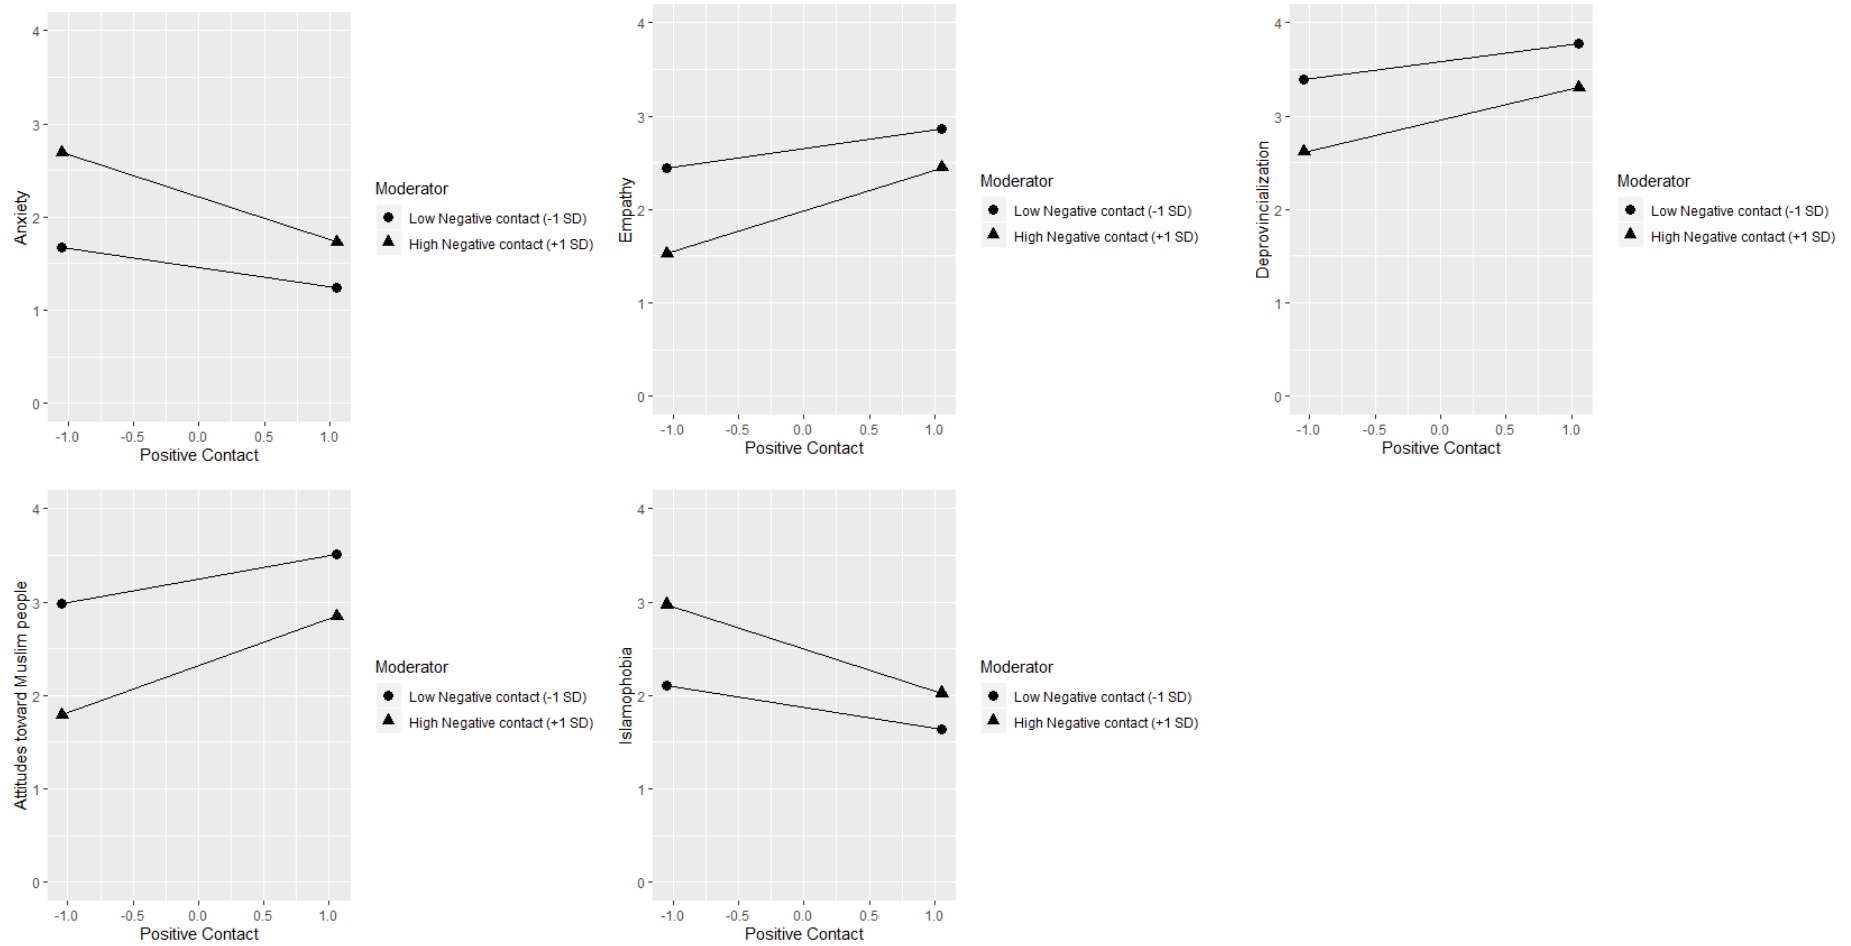 4
3
2
1
0
Anxiety
-1.0 -0.5 0.0 0.5 1.0
Positive Contact
Moderator
Low Negative contact (-1 SD)
High Negative contact (+1 SD)
4
3
2
1
0
Empathy
-1.0 -0.5 0.0 0.5 1.0
Positive Contact
Moderator
Low Negative contact (-1 SD)
High Negative contact (+1 SD)
4
3
2
1
0
Deprovincialization
-1.0 -0.5 0.0 0.5 1.0
Positive Contact
Moderator
Low Negative contact (-1 SD)
High Negative contact (+1 SD)
4
3
2
1
0
Attitudes toward Muslim people
-1.0 -0.5 0.0 0.5 1.0
Positive Contact
Moderator
Low Negative contact (-1 SD)
High Negative contact (+1 SD)
4
3
2
1
0
Islamophobia
-1.0 -0.5 0.0 0.5 1.0
Positive Contact
Moderator
Low Negative contact (-1 SD)
High Negative contact (+1 SD)